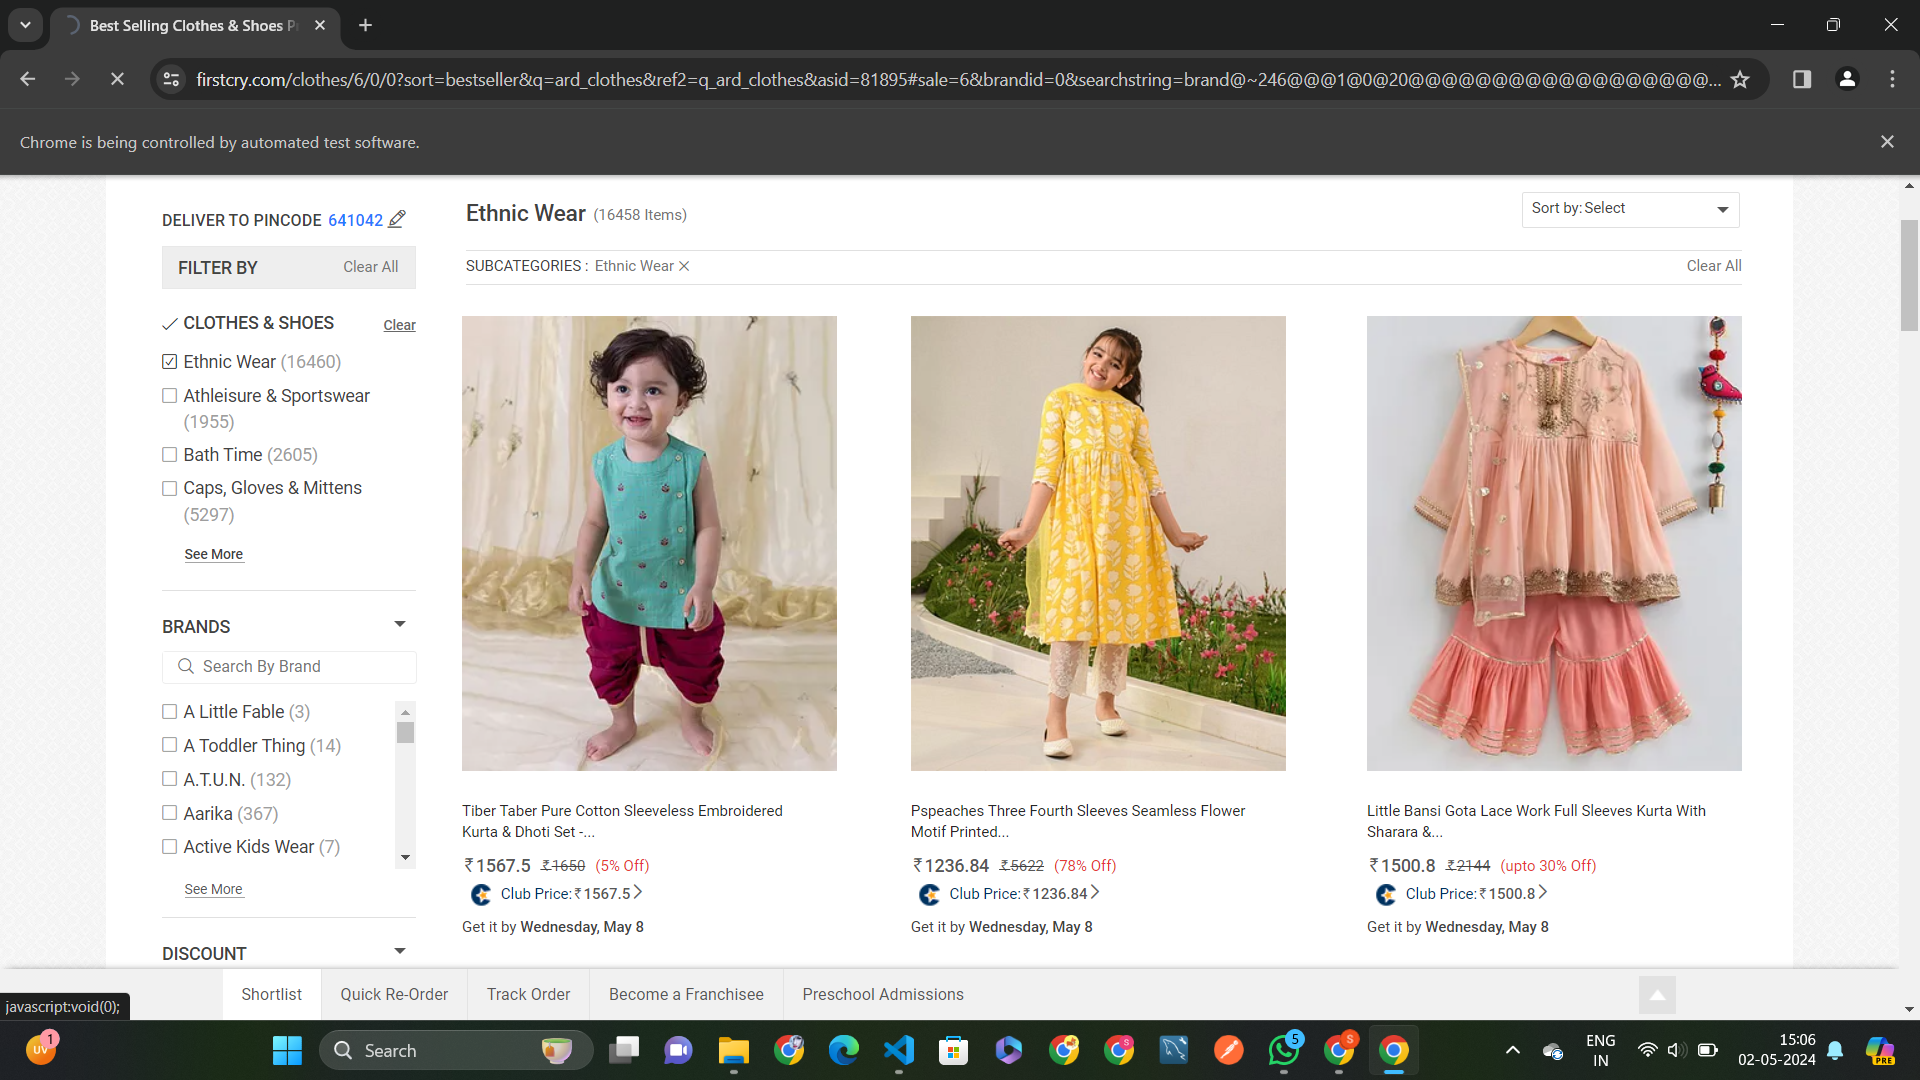 Best Selling Clothes & Shoes Pr
firstcry.com/clothes/6/0/0?sort=bestseller&q=ard_clothes&ref2=q_ard_clothes&asid=81895#sale=6&brandid=0&searchstring=brand@~246@@@1@0@20@@@@@@@@@@@@@@@@@@...
Chrome is being controlled by automated test software.
DELIVER TO PINCODE 641042
Ethnic Wear (16458 Items)
Sort by: Select
FILTER BY
Clear All
SUBCATEGORIES : Ethnic Wear
Clear All
CLOTHES & SHOES
Clear
Ethnic Wear (16460)
Athleisure & Sportswear
(1955)
Bath Time (2605)
Caps, Gloves & Mittens
(5297)
See More
BRANDS
Search By Brand
A Little Fable (3)
A Toddler Thing (14)
A.T.U.N. (132)
Aarika (367)
Active Kids Wear (7)
See More
DISCOUNT
Tiber Taber Pure Cotton Sleeveless Embroidered
Kurta & Dhoti Set -...
₹1567.5 ₹1650 (5% Off)
Club Price: ₹1567.5
Get it by Wednesday, May 8
Pspeaches Three Fourth Sleeves Seamless Flower
Motif Printed...
₹1236.84 ₹5622 (78% Off)
Club Price: ₹1236.84
Get it by Wednesday, May 8
Little Bansi Gota Lace Work Full Sleeves Kurta With
Sharara &...
₹1500.8 ₹2144 (upto 30% Off)
Club Price: ₹1500.8
Get it by Wednesday, May 8
Shortlist
Quick Re-Order
Track Order
Become a Franchisee
Preschool Admissions
javascript:void(0);
UV
1
Search
S
5
S
ENG
IN
15:06
02-05-2024
PRE